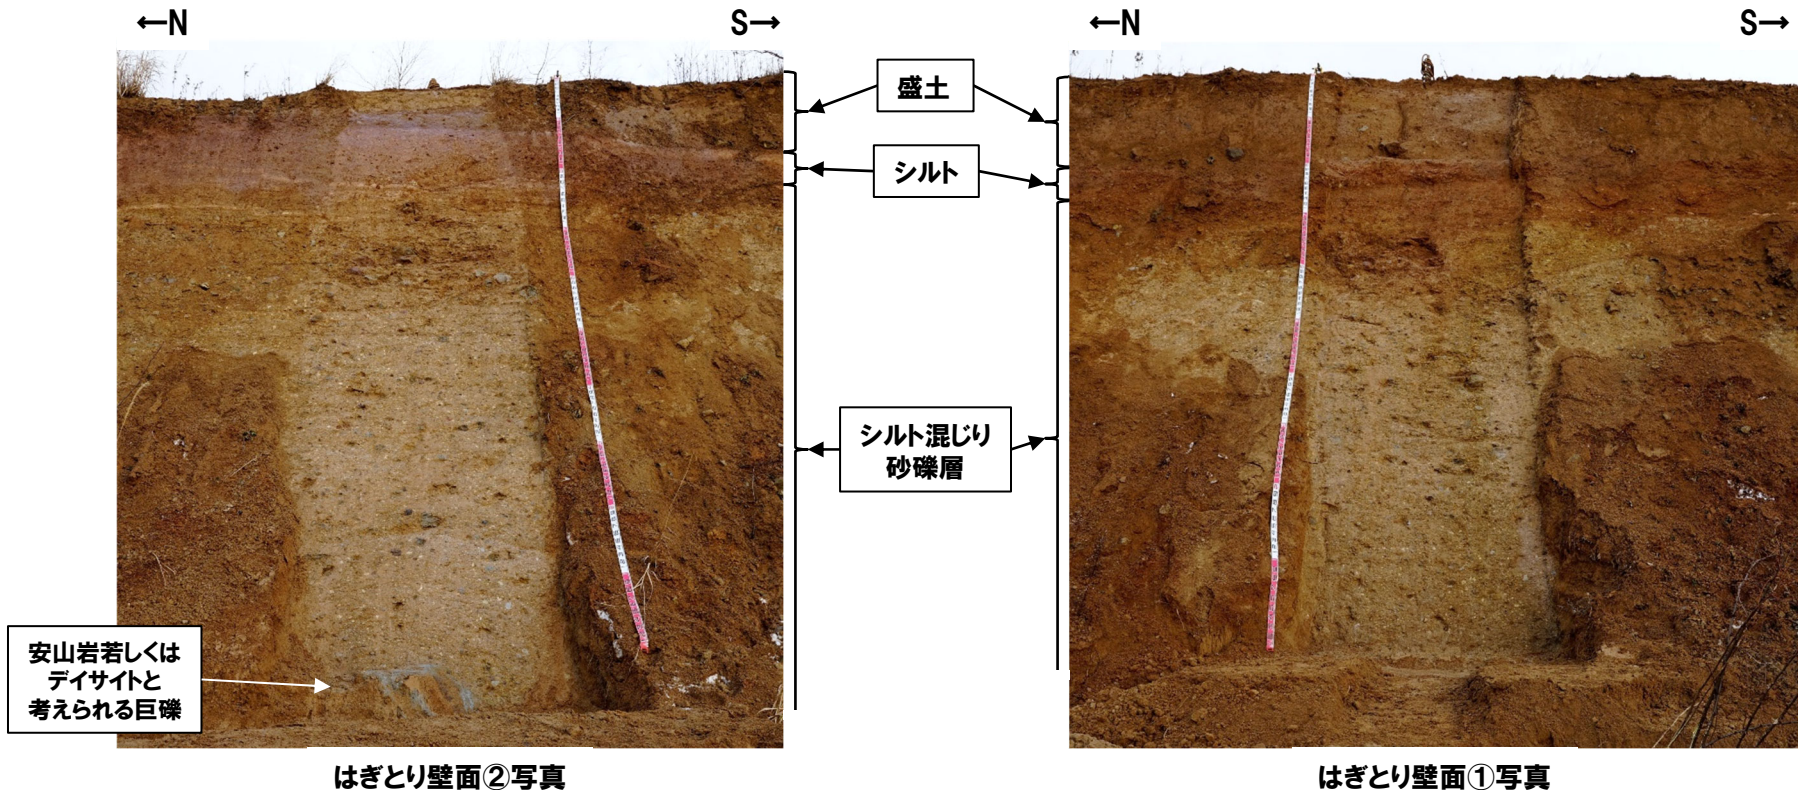 ←N
S→
←N
S→
盛土
シルト
シルト混じり
砂礫層
安山岩若しくは
デイサイトと
考えられる巨礫
はぎとり壁面②写真
はぎとり壁面①写真